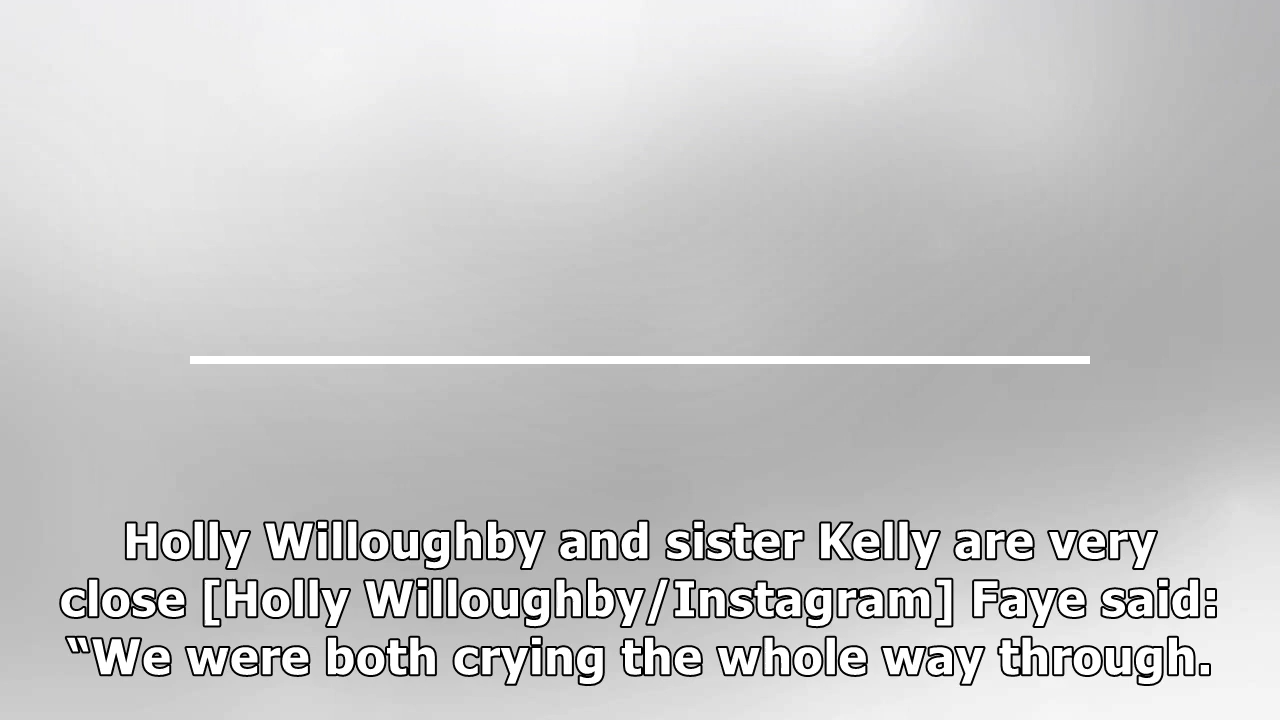 Holly Willoughby and sister Kelly are very
close [Holly Willoughby/Instagram] Faye said:
“We were both crying the whole way through.